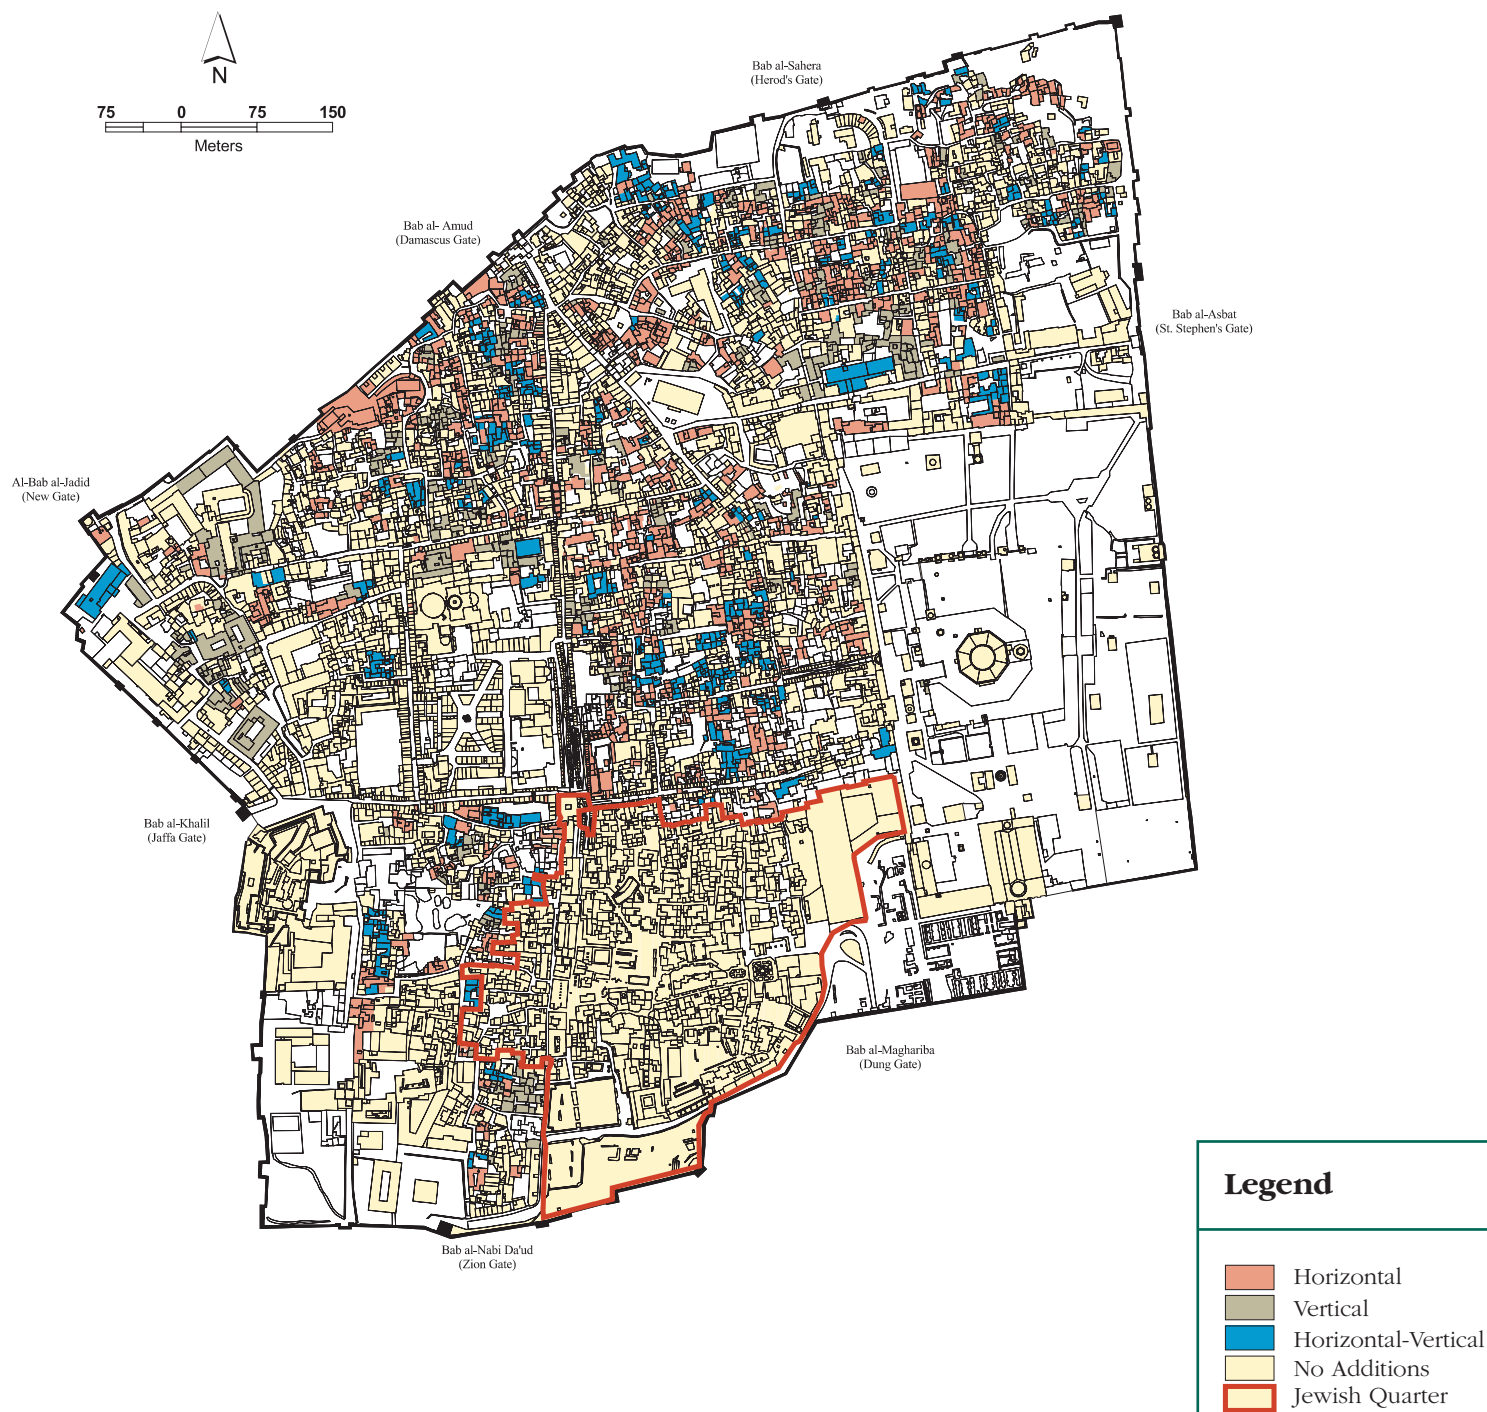 Bab al-Sahera
(Herod's Gate)
N
75 0 75 150
Meters
Bab al- Amud
(Damascus Gate)
Bab al-Asbat
(St. Stephen's Gate)
Al-Bab al-Jadid
(New Gate)
Bab al-Khalil
(Jaffa Gate)
Bab al-Maghariba
(Dung Gate)
Bab al-Nabi Da'ud
(Zion Gate)
Legend
Horizontal
Vertical
Horizontal-Vertical
No Additions
Jewish Quarter